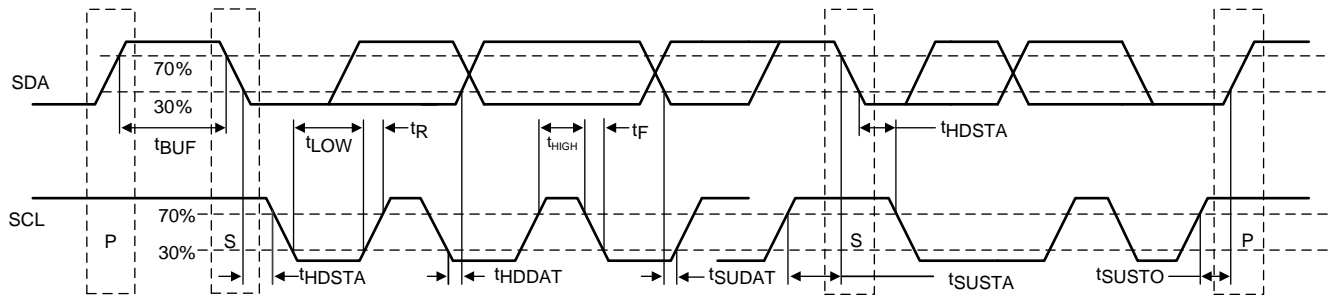 SDA
70%
30%
tBUF
tLOW
tR
tHIGH
tF
tHDSTA
SCL
70%
30%
P
S
S
P
tHDSTA
tHDDAT
tSUDAT
tSUSTA
tSUSTO